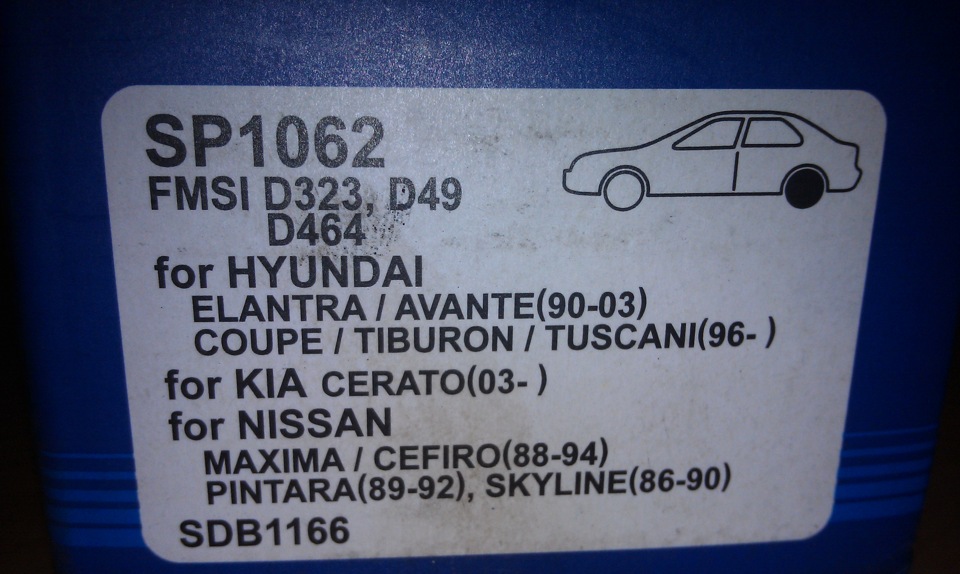 SP1062
FMSI D323, D49
D464
for HYUNDAI
ELANTRA / AVANTE(90-03)
COUPE / TIBURON / TUSCANI(96- )
for KIA CERATO(03- )
for NISSAN
MAXIMA / CEFIRO(88-94)
PINTARA(89-92), SKYLINE(86-90)
SDB1166